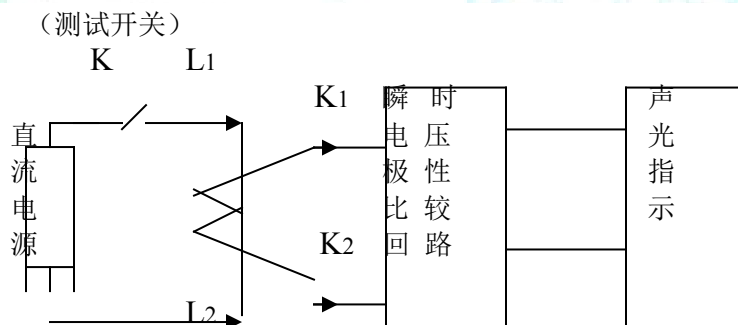 （测试开关）
K L1
K1
K2
L2
直流电源
瞬时电压极性比较回路
声光指示